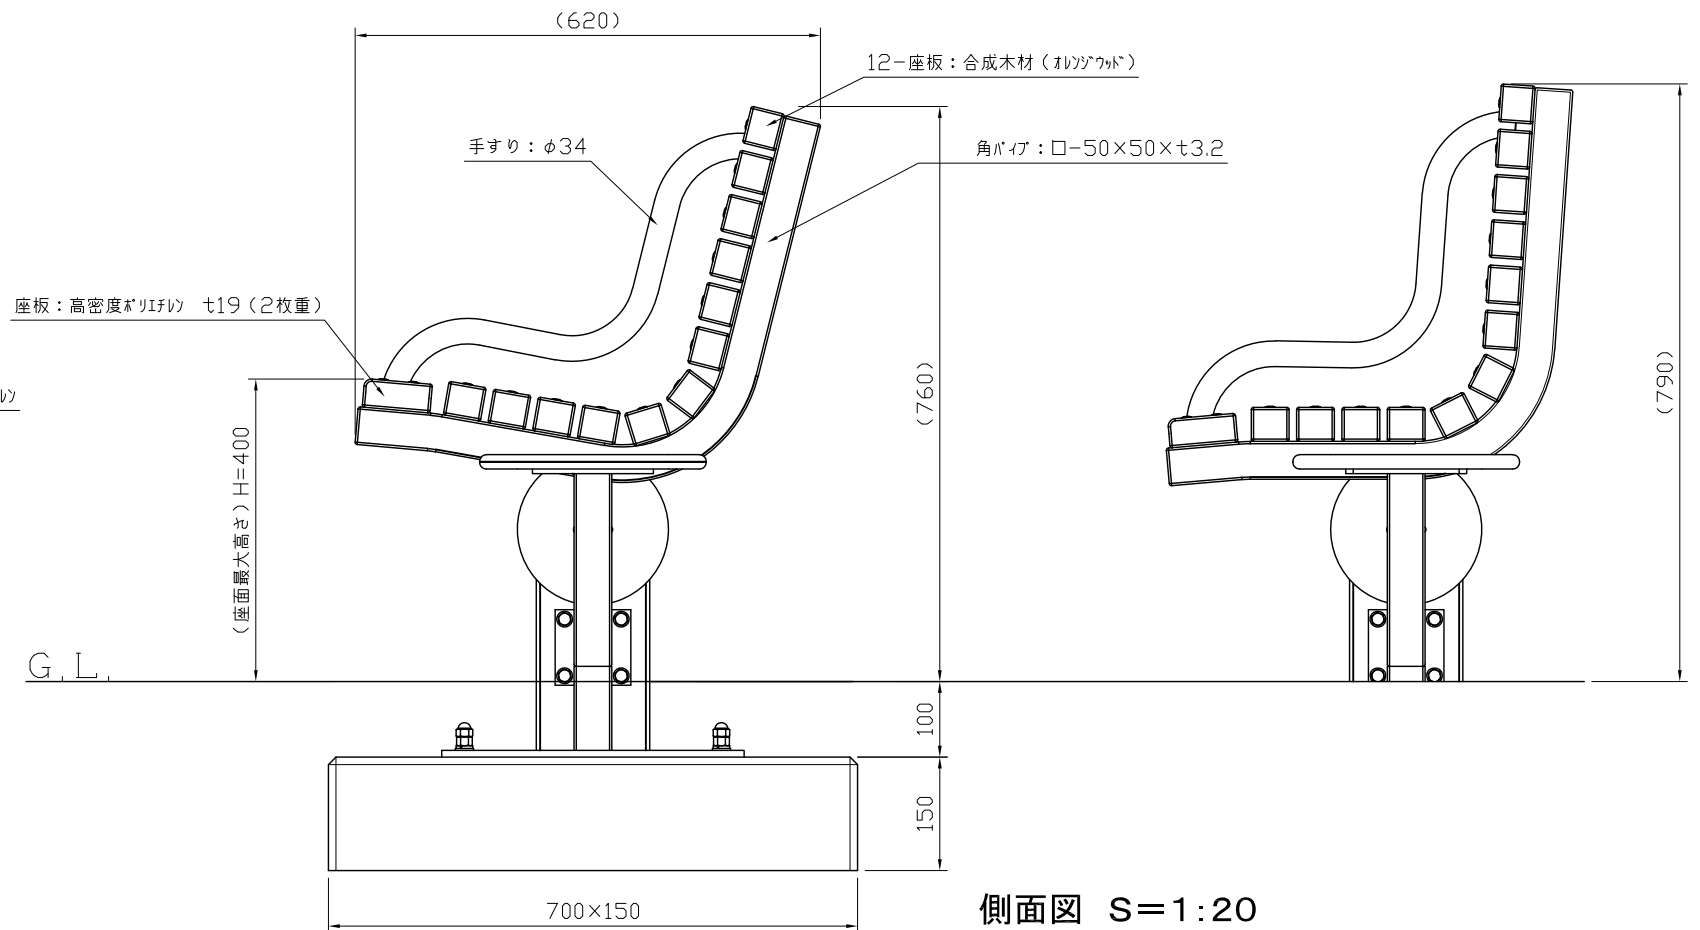 (620)
12-座板：合成木材（ｵﾚﾝｼﾞｳｯﾄﾞ）
手すり：φ34
角ﾊﾟｲﾌﾟ：□-50×50×t3.2
座板：高密度ﾎﾟﾘｴﾁﾚﾝ　t19（2枚重）
ﾚﾝ
(760)
(790)
（座面最大高さ）H=400
G.L.
100
150
700×150
側面図　S=1:20